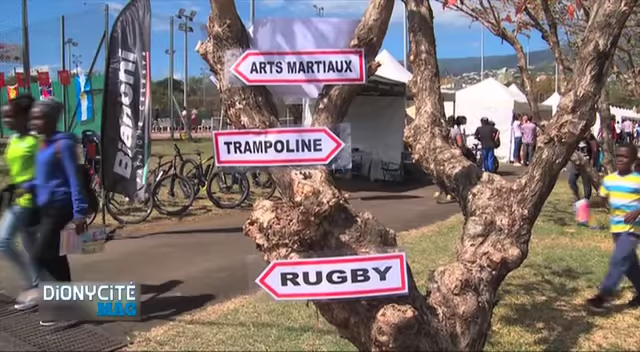 ARTS MARTIAUX
Bianchi
TRAMPOLINE
RUGBY
DiONYCiTÉ
MAG